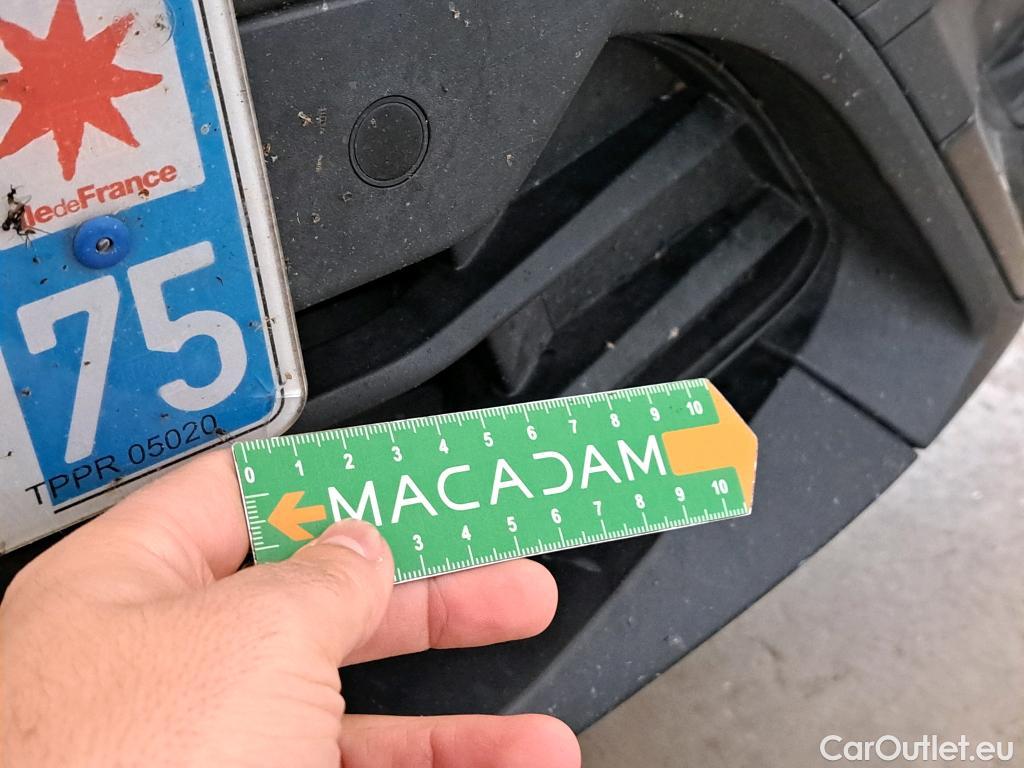 IledeFrance
75
TPPR 05020
0 1 2 3 4 5 6 7 8 9 10
MACADAM
3 4 5 6 7 8 9 10
CarOutlet.eu